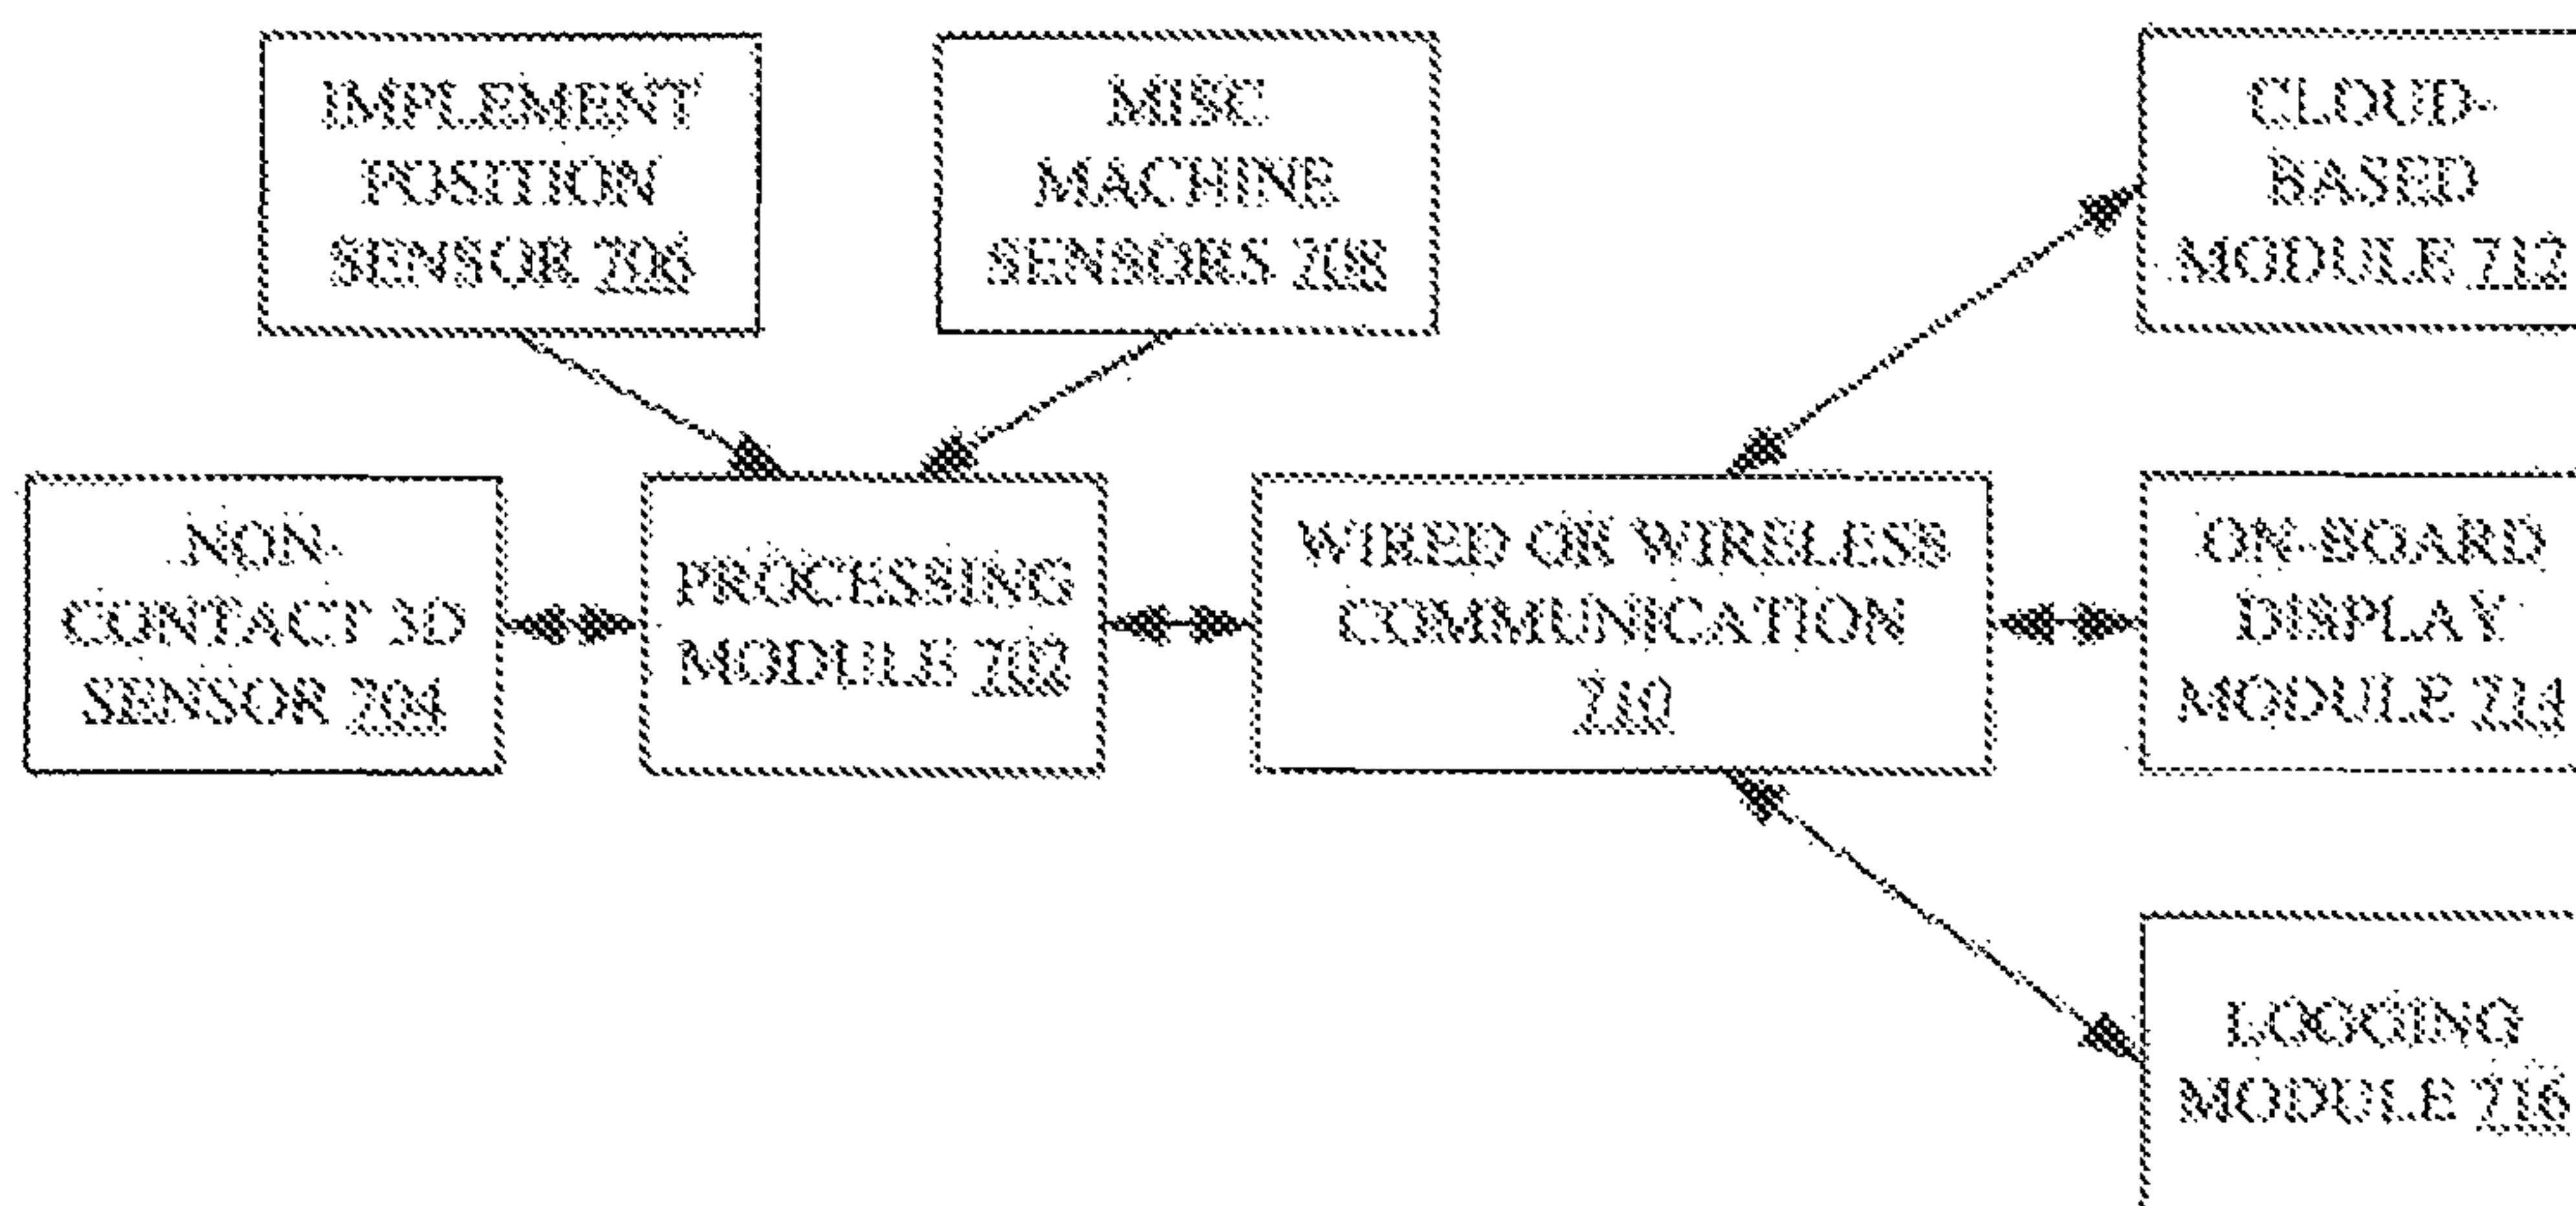 IMPLEMENT
POSITION
SENSOR 706
MISC
MACHINE
SENSORS 708
CLOUD-
BASED
MODULE 712
NON-
CONTACT 3D
SENSOR 704
PROCESSING
MODULE 702
WIRED OR WIRELESS
COMMUNICATION
710
ON-BOARD
DISPLAY
MODULE 714
LOGGING
MODULE 716